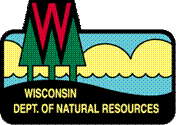 W
WISCONSIN
DEPT. OF NATURAL RESOURCES